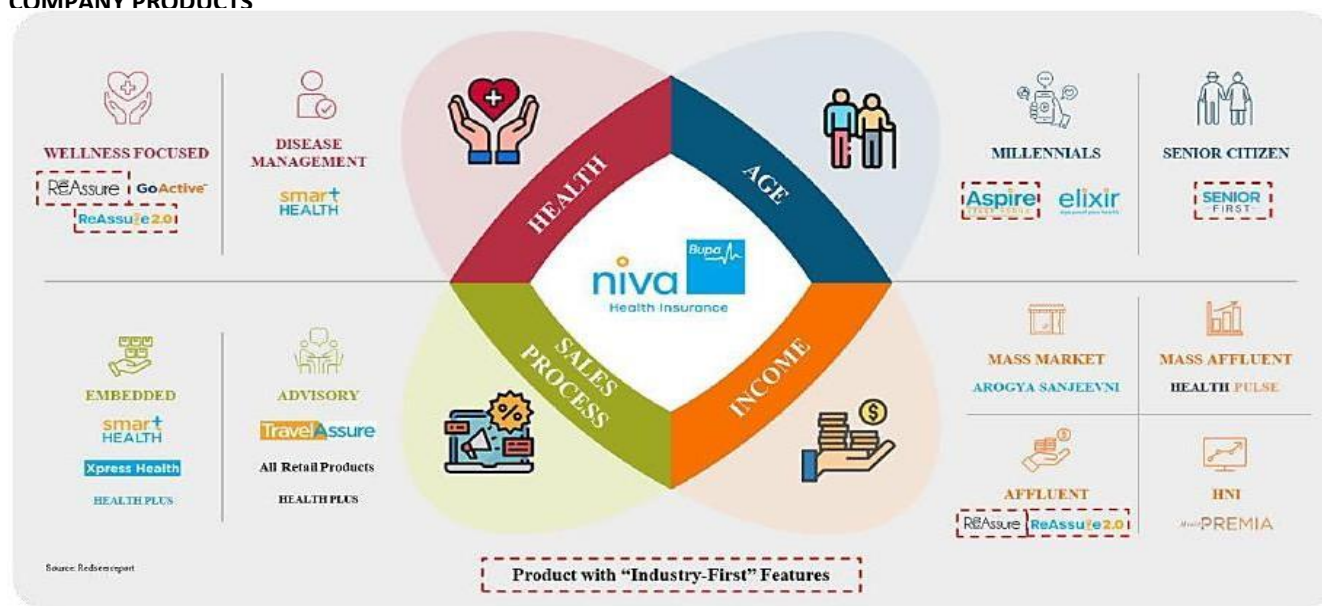 COMPANY PRODUCTS
WELLNESS FOCUSED
ReAssure GoActive
ReAssure 2.0
DISEASE
MANAGEMENT
smart
HEALTH
HEALTH
AGE
MILLENNIALS
Aspire elixir
SENIOR CITIZEN
SENIOR
-FIRST-
niva Bupa
Health Insurance
EMBEDDED
smart
HEALTH
Xpress Health
HEALTH PLUS
ADVISORY
TravelAssure
All Retail Products
HEALTH PLUS
SALES
PROCESS
INCOME
MASS MARKET
AROGYA SANJEEVNI
MASS AFFLUENT
HEALTH PULSE
AFFLUENT
ReAssure ReAssure 2.0
HNI
PREMIA
Source: Redseer report
Product with “Industry-First” Features